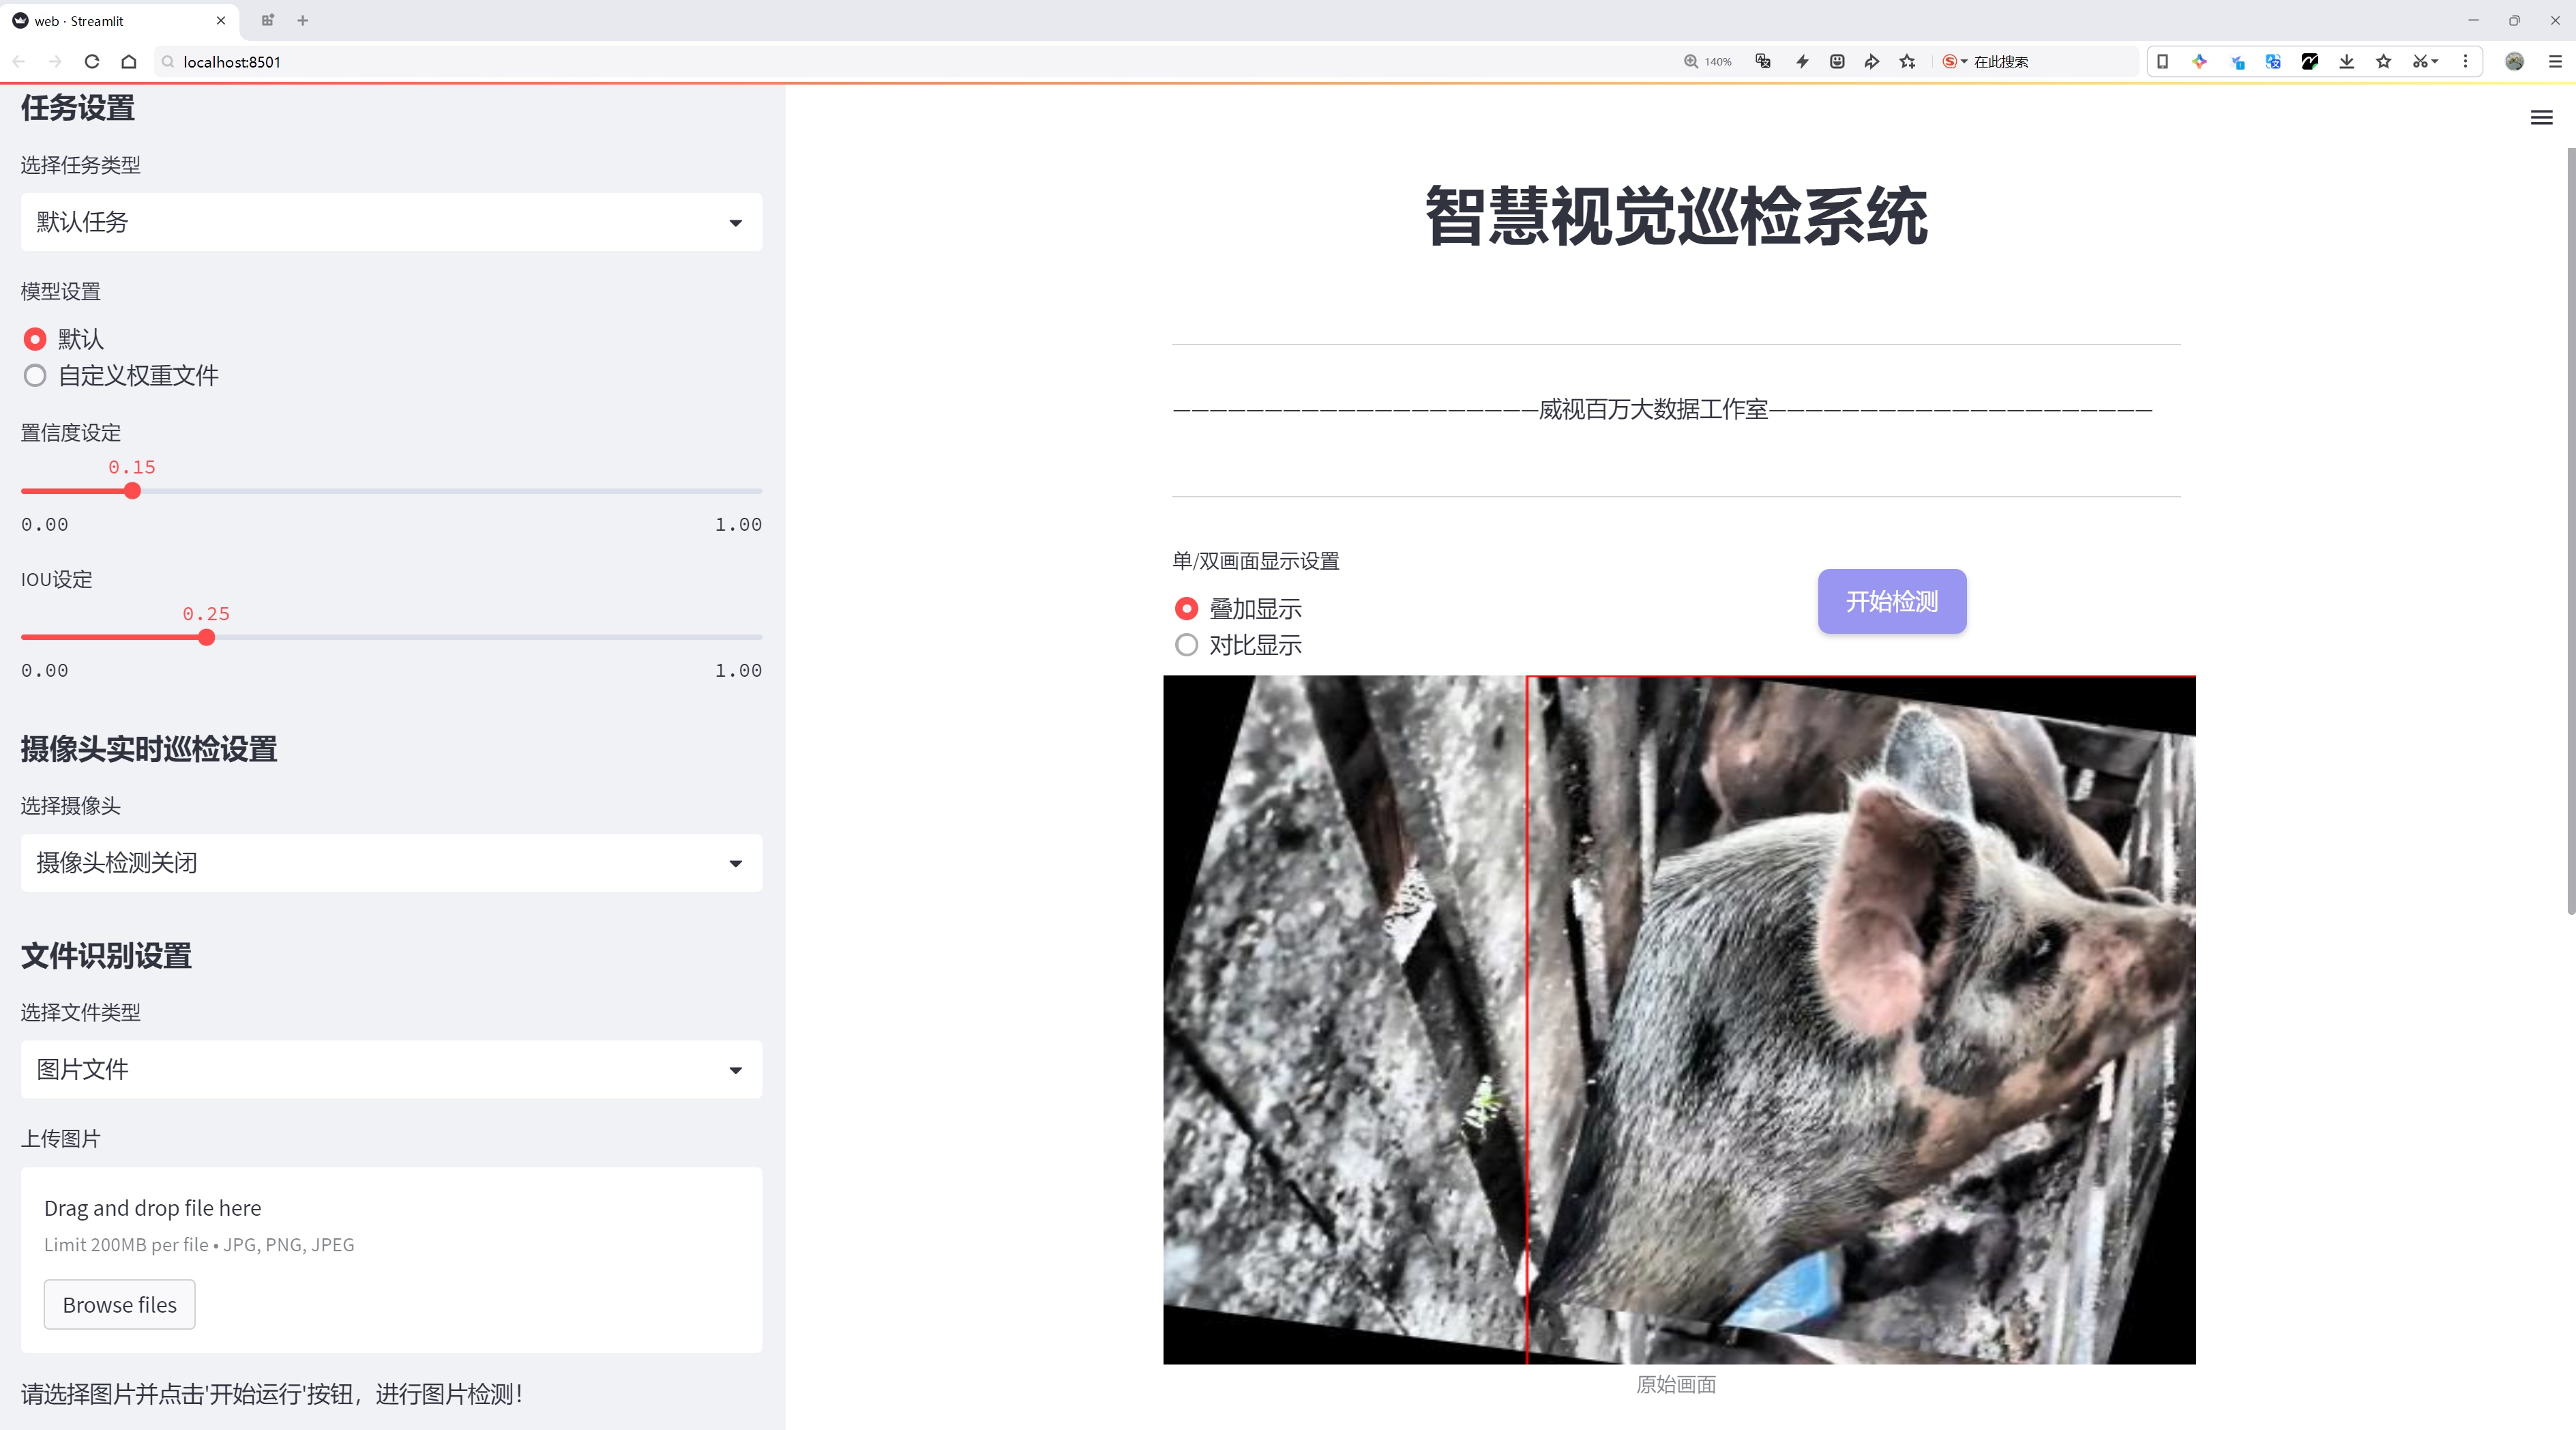 web · Streamlit
localhost:8501
140%
在此搜索
任务设置
选择任务类型
默认任务
模型设置
默认
自定义权重文件
置信度设定
0.15
0.00
1.00
IOU设定
0.25
0.00
1.00
摄像头实时巡检设置
选择摄像头
摄像头检测关闭
文件识别设置
选择文件类型
图片文件
上传图片
Drag and drop file here
Limit 200MB per file • JPG, PNG, JPEG
Browse files
请选择图片并点击'开始运行'按钮，进行图片检测！
智慧视觉巡检系统
————————————————————威视百万大数据工作室—————————————————————
单/双画面显示设置
叠加显示
对比显示
开始检测
原始画面